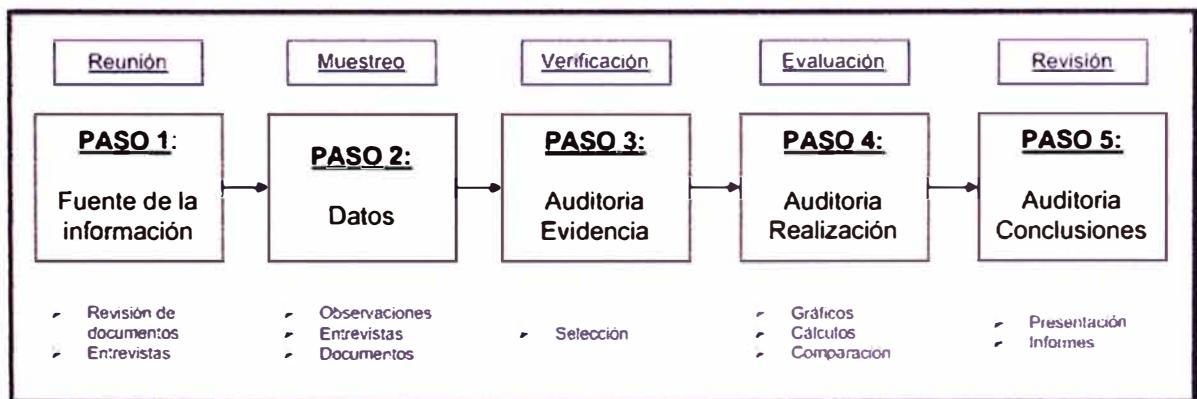 Reunión
Muestreo
Verificación
Evaluación
Revisión
PASO 1:
Fuente de la
información
PASO 2:
Datos
PASO 3:
Auditoria
Evidencia
PASO 4:
Auditoria
Realización
PASO 5:
Auditoria
Conclusiones
Revisión de
documentos
Entrevistas
Observaciones
Entrevistas
Documentos
Selección
Gráficos
Cálculos
Comparación
Presentación
Informes